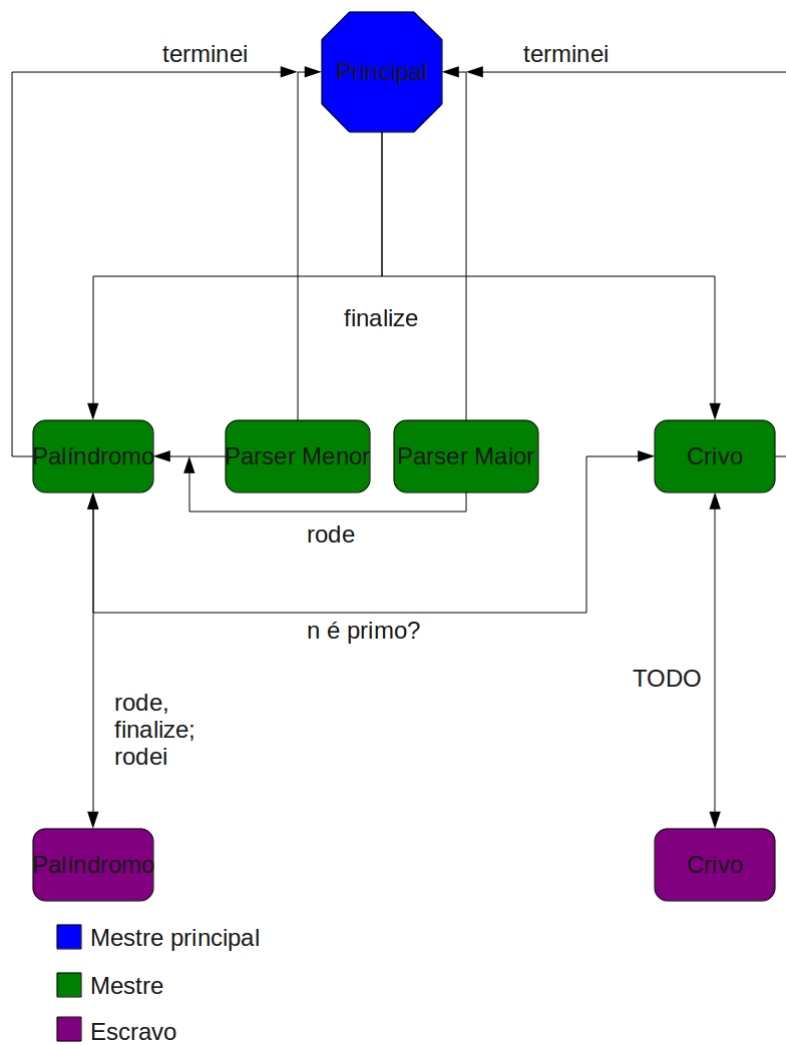 terminei
terminei
Principal
finalize
Palíndromo
Parser Menor
Parser Maior
Crivo
rode
n é primo?
TODO
rode,
finalize;
rodei
Palíndromo
Crivo
Mestre principal
Mestre
Escravo